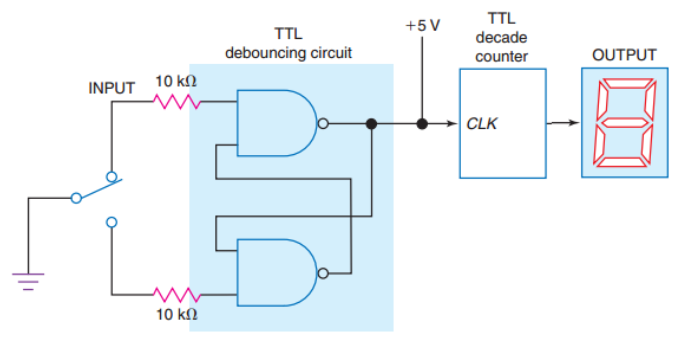 TTL
debouncing circuit
+5 V
TTL
decade
counter
OUTPUT
INPUT
10 kΩ
CLK
10 kΩ